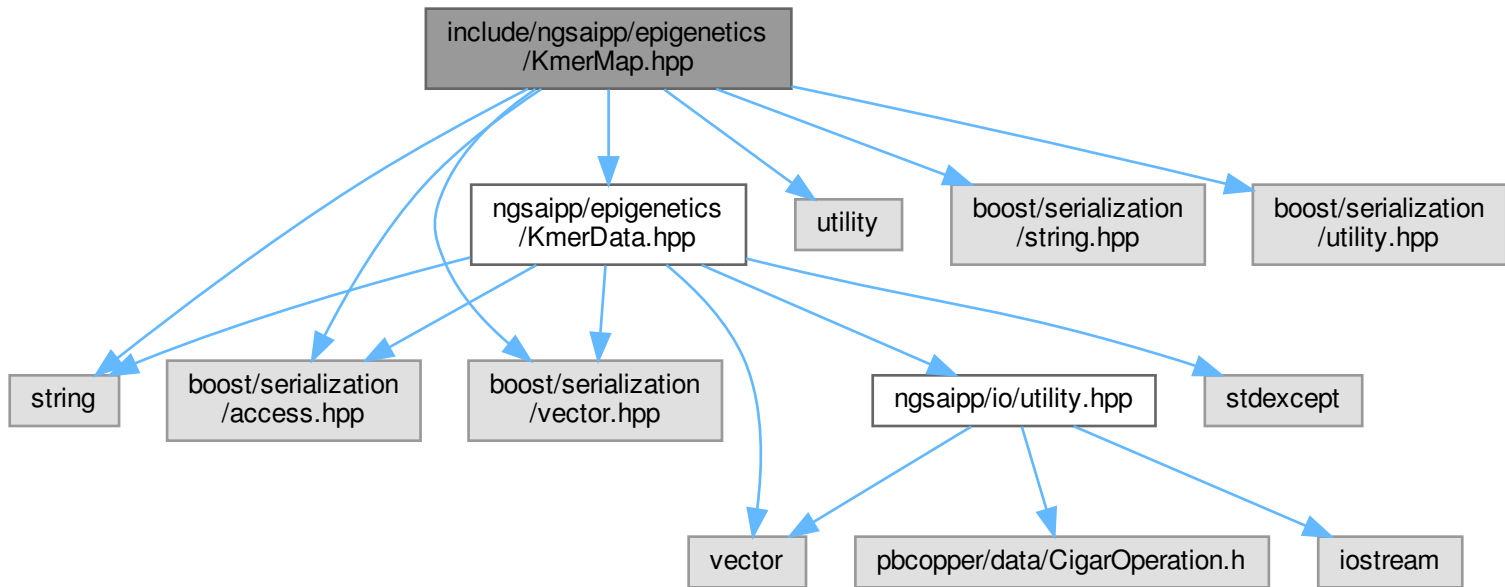 include/ngsaipp/epigenetics
/KmerMap.hpp
ngsaipp/epigenetics
/KmerData.hpp
utility
boost/serialization
/string.hpp
boost/serialization
/utility.hpp
string
boost/serialization
/access.hpp
boost/serialization
/vector.hpp
ngsaipp/io/utility.hpp
stdexcept
vector
pbcopper/data/CigarOperation.h
iostream